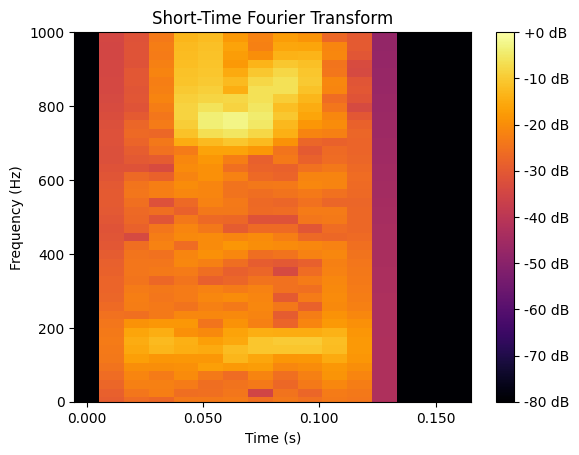 Short-Time Fourier Transform
1000
800
600
400
200
0
Frequency (Hz)
0.000
0.050
0.100
0.150
Time (s)
+0 dB
-10 dB
-20 dB
-30 dB
-40 dB
-50 dB
-60 dB
-70 dB
-80 dB